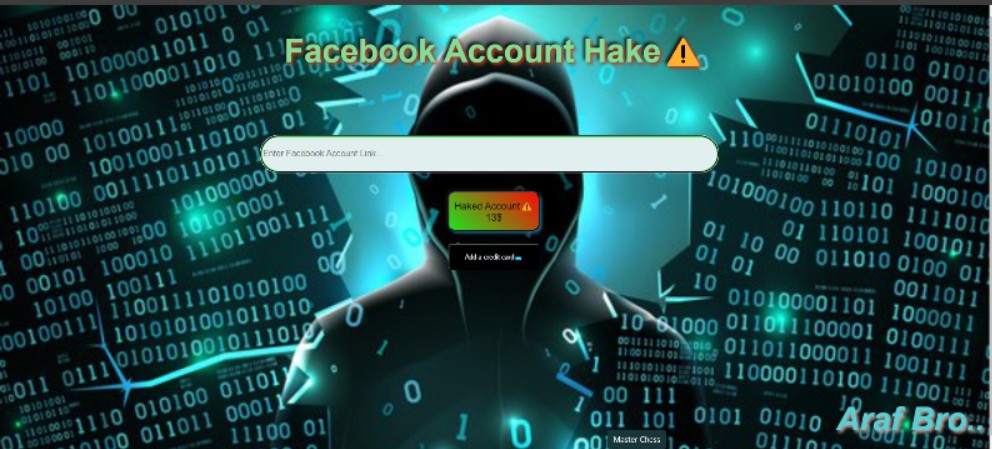 Facebook Account Hake⚠️
Enter Facebook Account Link...
Haked Account ⚠️
13$
Add a credit card💳
Araf Bro..
Master Chess